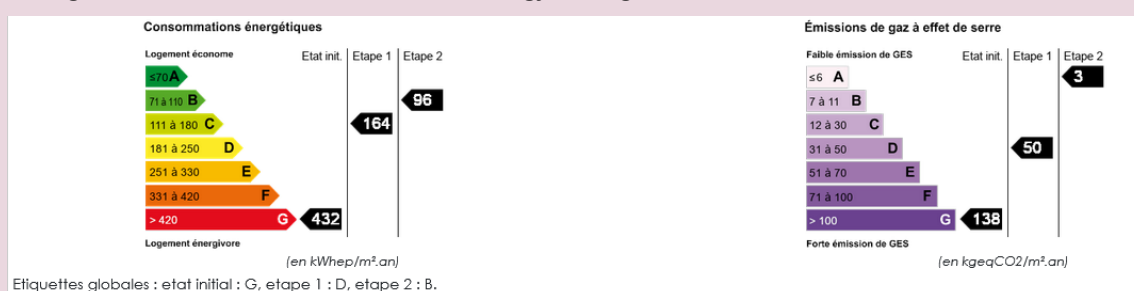 Consommations énergétiques
Logement économe
Etat init. Etape 1 Etape 2
≤70 A
71 à 110 B 96
111 à 180 C 164
181 à 250 D
251 à 330 E
331 à 420 F
> 420 G 432
Logement énergivore
(en kWhep/m².an)
Émissions de gaz à effet de serre
Faible émission de GES
Etat init. Etape 1 Etape 2
≤6 A 3
7 à 11 B
12 à 30 C
31 à 50 D 50
51 à 70 E
71 à 100 F
> 100 G 138
Forte émission de GES
(en kgeqCO2/m².an)
Etiquettes globales : etat initial : G, etape 1 : D, etape 2 : B.